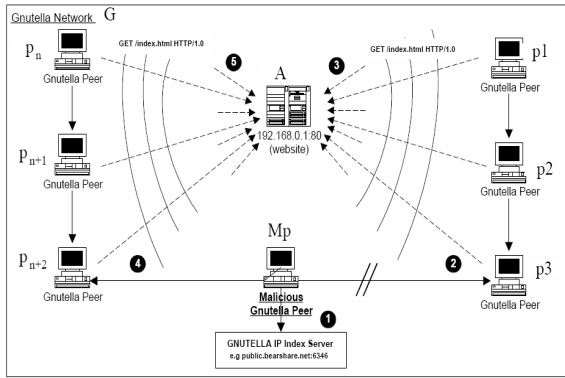 Gnutella Network G
Pn
Gnutella Peer
GET /index.html HTTP/1.0
5
A
3
GET /index.html HTTP/1.0
p1
Gnutella Peer
192.168.0.1:80
(website)
Pn+1
Gnutella Peer
p2
Gnutella Peer
Pn+2
Gnutella Peer
4
Mp
Malicious
Gnutella Peer
2
p3
Gnutella Peer
1
GNUTELLA IP Index Server
e.g public.bearshare.net:6346